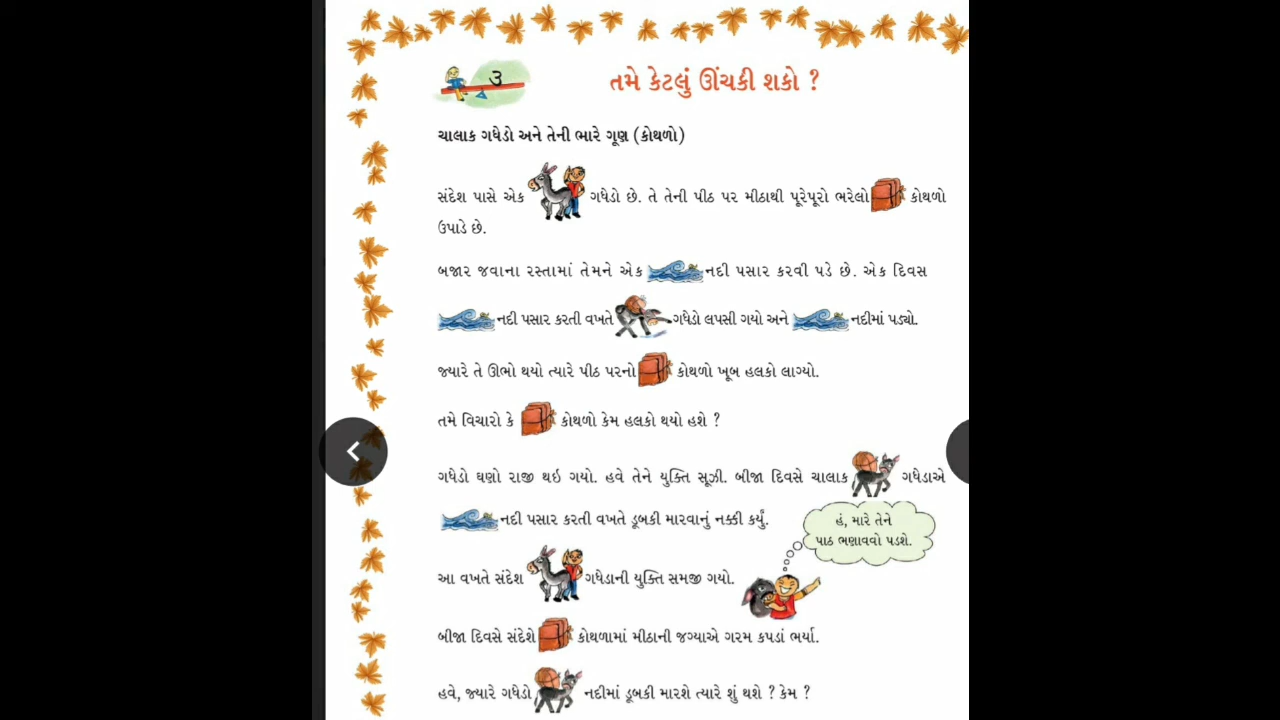 ૩
તમે કેટલું ઊંચકી શકો ?
ચાલાક ગધેડો અને તેની ભારે ગૂણ (કોથળો)
સંદેશ પાસે એક ગધેડો છે. તે તેની પીઠ પર મીઠાથી પૂરેપૂરો ભરેલો કોથળો
ઉપાડે છે.
બજાર જવાના રસ્તામાં તેમને એક નદી પસાર કરવી પડે છે. એક દિવસ
નદી પસાર કરતી વખતે ગધેડો લપસી ગયો અને નદીમાં પડ્યો.
જ્યારે તે ઊભો થયો ત્યારે પીઠ પરનો કોથળો ખૂબ હલકો લાગ્યો.
તમે વિચારો કે કોથળો કેમ હલકો થયો હશે ?
ગધેડો ઘણો રાજી થઇ ગયો. હવે તેને યુક્તિ સૂઝી. બીજા દિવસે ચાલાક ગધેડાએ
નદી પસાર કરતી વખતે ડૂબકી મારવાનું નક્કી કર્યું.
હં, મારે તેને
પાઠ ભણાવવો પડશે.
આ વખતે સંદેશ ગધેડાની યુક્તિ સમજી ગયો.
બીજા દિવસે સંદેશે કોથળામાં મીઠાની જગ્યાએ ગરમ કપડાં ભર્યા.
હવે, જ્યારે ગધેડો નદીમાં ડૂબકી મારશે ત્યારે શું થશે ? કેમ ?